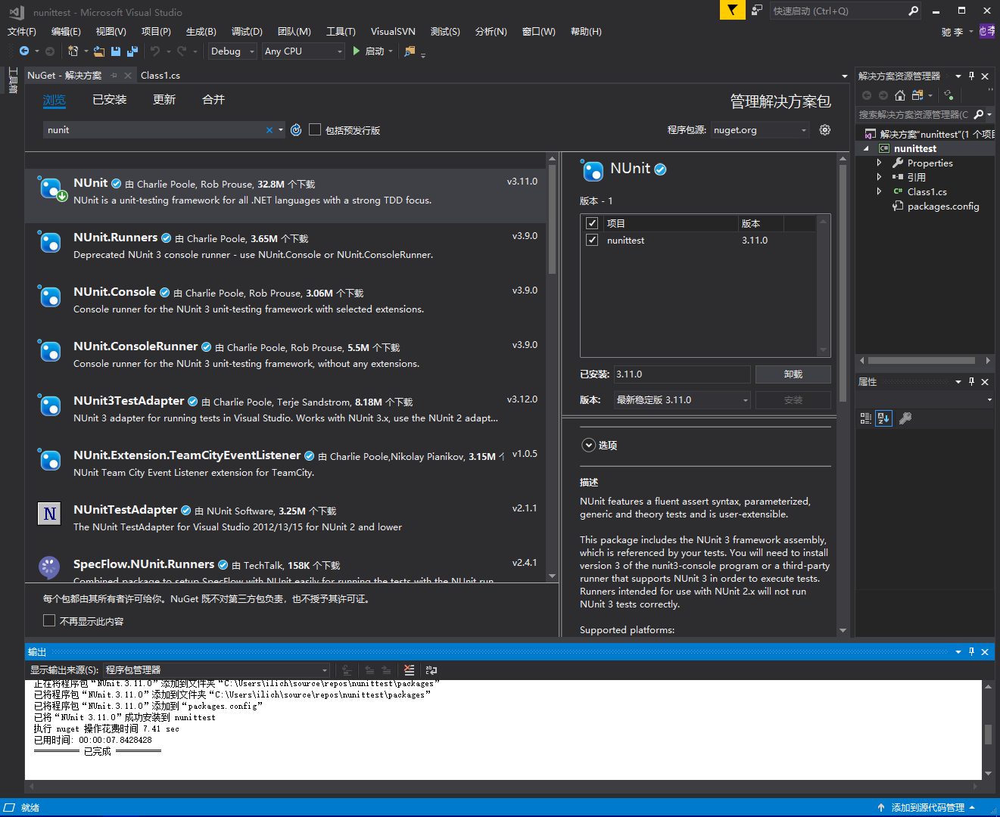 nunittest - Microsoft Visual Studio
快速启动 (Ctrl+Q)
文件(F) 编辑(E) 视图(V) 项目(P) 生成(B) 调试(D) 团队(M) 工具(T) VisualSVN 测试(S) 分析(N) 窗口(W) 帮助(H)
驰 李
Debug Any CPU 启动
工具箱
NuGet - 解决方案 Class1.cs
浏览 已安装 更新 合并
管理解决方案包
nunit
包括预发行版
程序包源: nuget.org
NUnit 由 Charlie Poole, Rob Prouse, 32.8M 个下载 v3.11.0
NUnit is a unit-testing framework for all .NET languages with a strong TDD focus.
NUnit.Runners 由 Charlie Poole, 3.65M 个下载 v3.9.0
Deprecated NUnit 3 console runner - use NUnit.Console or NUnit.ConsoleRunner.
NUnit.Console 由 Charlie Poole, Rob Prouse, 3.06M 个下载 v3.9.0
Console runner for the NUnit 3 unit-testing framework with selected extensions.
NUnit.ConsoleRunner 由 Charlie Poole, Rob Prouse, 5.5M 个下载 v3.9.0
Console runner for the NUnit 3 unit-testing framework, without any extensions.
NUnit3TestAdapter 由 Charlie Poole, Terje Sandstrom, 8.18M 个下载 v3.12.0
NUnit 3 adapter for running tests in Visual Studio. Works with NUnit 3.x, use the NUnit 2 adapt...
NUnit.Extension.TeamCityEventListener 由 Charlie Poole,Nikolay Pianikov, 3.15M 个 v1.0.5
NUnit Team City Event Listener extension for TeamCity.
N
NUnitTestAdapter 由 NUnit Software, 3.25M 个下载 v2.1.1
The NUnit TestAdapter for Visual Studio 2012/13/15 for NUnit 2 and lower
SpecFlow.NUnit.Runners 由 TechTalk, 158K 个下载 v2.4.1
Combined package to setup SpecFlow with NUnit easily for running the tests with the NUnit run
每个包都由其所有者许可给你。NuGet 既不对第三方包负责，也不授予其许可证。
不再显示此内容
NUnit
版本 - 1
项目 版本
nunittest 3.11.0
已安装: 3.11.0 卸载
版本: 最新稳定版 3.11.0 安装
选项
描述
NUnit features a fluent assert syntax, parameterized,
generic and theory tests and is user-extensible.
This package includes the NUnit 3 framework assembly,
which is referenced by your tests. You will need to install
version 3 of the nunit3-console program or a third-party
runner that supports NUnit 3 in order to execute tests.
Runners intended for use with NUnit 2.x will not run
NUnit 3 tests correctly.
Supported platforms:
解决方案资源管理器
搜索解决方案资源管理器(C
解决方案"nunittest"(1 个项目
nunittest
Properties
引用
Class1.cs
packages.config
属性
输出
显示输出来源(S): 程序包管理器
正在将程序包“NUnit.3.11.0”添加到文件夹“C:\Users\ilich\source\repos\nunittest\packages”
已将程序包“NUnit.3.11.0”添加到文件夹“C:\Users\ilich\source\repos\nunittest\packages”
已将程序包“NUnit.3.11.0”添加到“packages.config”
已将“NUnit 3.11.0”成功安装到 nunittest
执行 nuget 操作花费时间 7.41 sec
已用时间: 00:00:07.8428428
========== 已完成 ==========
就绪
添加到源代码管理